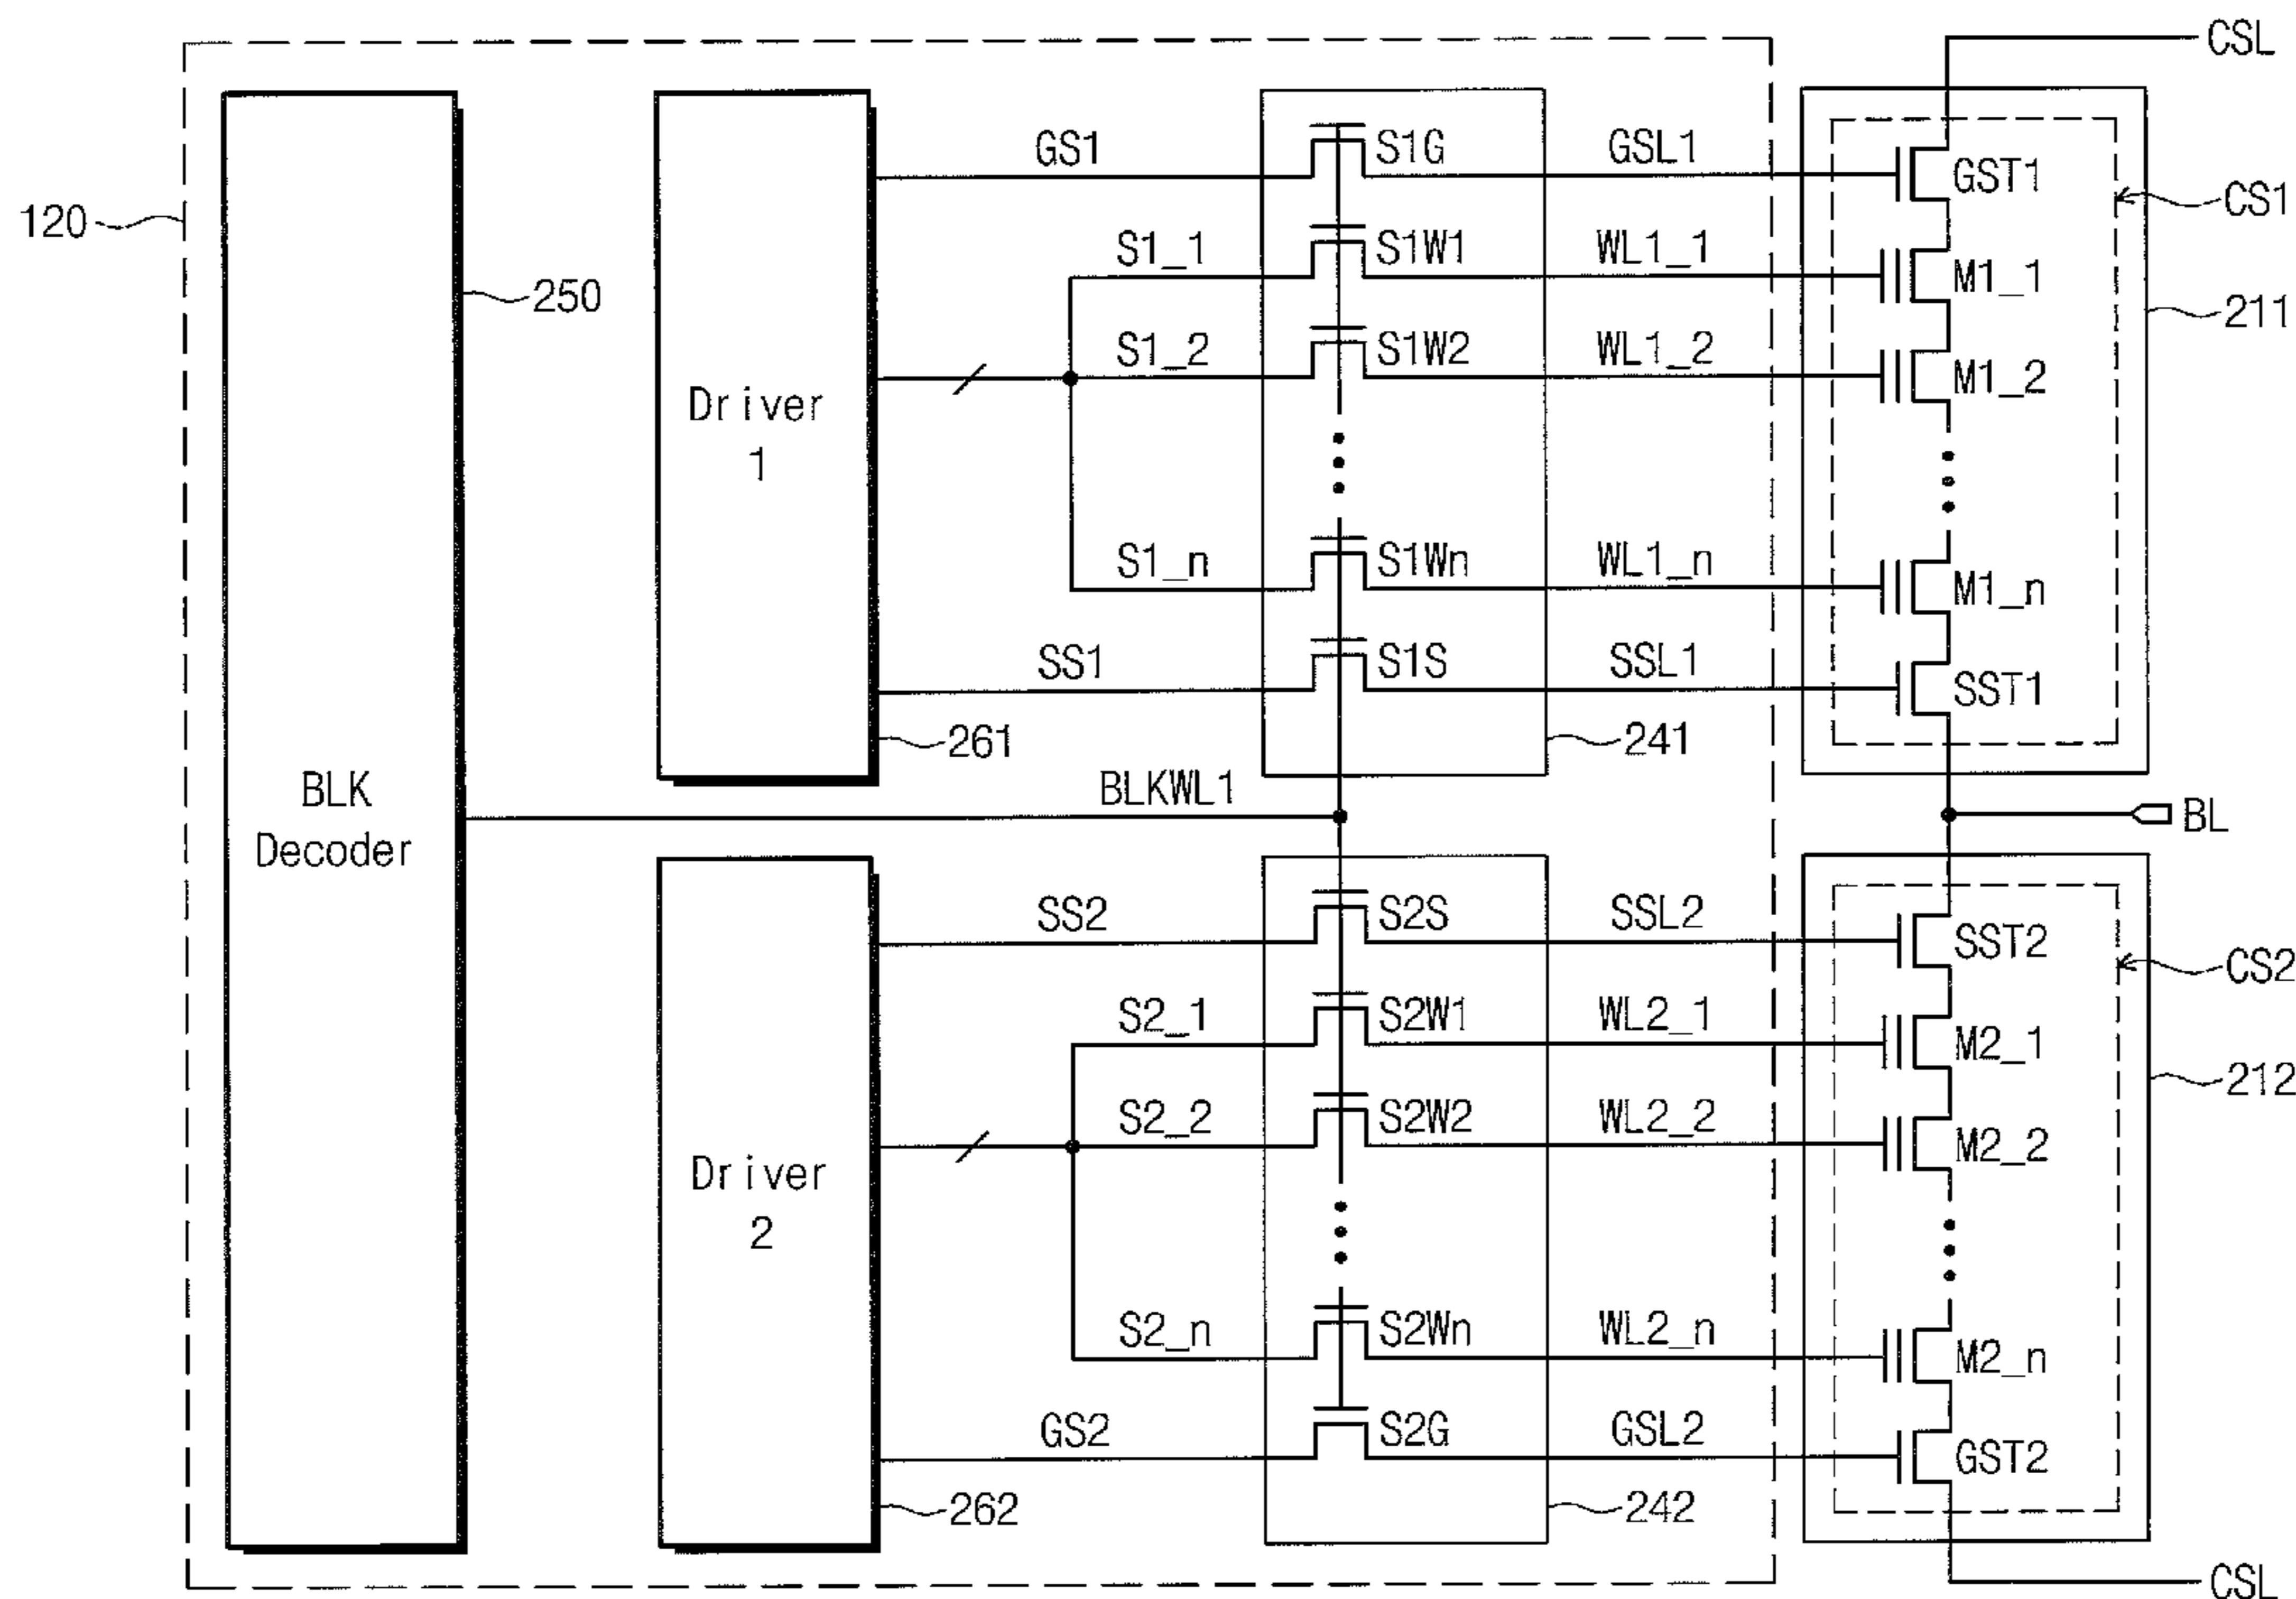 CSL
GS1 S1G GSL1 GST1
CS1
120
S1_1 S1W1 WL1_1 M1_1
250
211
S1_2 S1W2 WL1_2 M1_2
Driver
1
S1_n S1Wn WL1_n M1_n
SS1 S1S SSL1 SST1
261
241
BLK
Decoder
BLKWL1
BL
SS2 S2S SSL2 SST2
CS2
S2_1 S2W1 WL2_1 M2_1
212
S2_2 S2W2 WL2_2 M2_2
Driver
2
S2_n S2Wn WL2_n M2_n
GS2 S2G GSL2 GST2
262
242
CSL